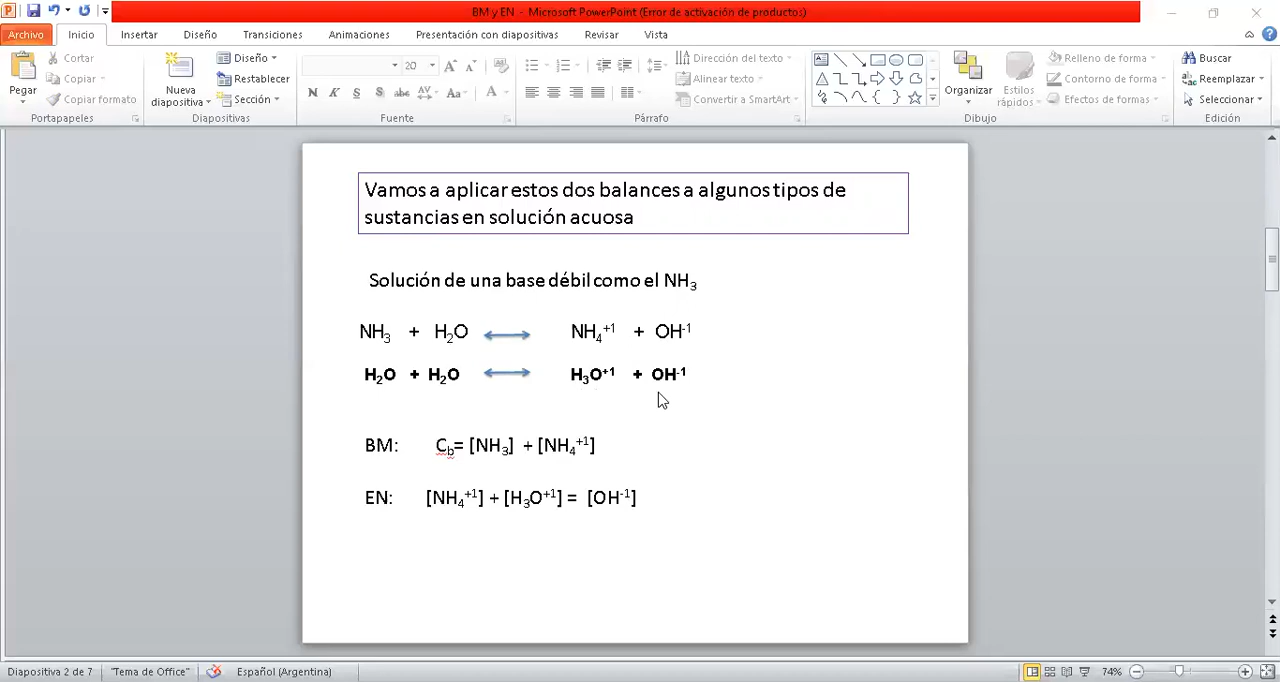 BM y EN - Microsoft PowerPoint (Error de activación de productos)
Archivo Inicio Insertar Diseño Transiciones Animaciones Presentación con diapositivas Revisar Vista
Pegar
Cortar
Copiar
Copiar formato
Portapapeles
Nueva diapositiva
Diseño
Restablecer
Sección
Diapositivas
20
N K S S abc AV Aa A
Fuente
Dirección del texto
Alinear texto
Convertir a SmartArt
Párrafo
Organizar
Estilos rápidos
Relleno de forma
Contorno de forma
Efectos de formas
Dibujo
Buscar
Reemplazar
Seleccionar
Edición
Vamos a aplicar estos dos balances a algunos tipos de
sustancias en solución acuosa
Solución de una base débil como el NH₃
NH₃ + H₂O ⟷ NH₄⁺¹ + OH⁻¹
H₂O + H₂O ⟷ H₃O⁺¹ + OH⁻¹
BM: C_b= [NH₃] + [NH₄⁺¹]
EN: [NH₄⁺¹] + [H₃O⁺¹] = [OH⁻¹]
Diapositiva 2 de 7 "Tema de Office" Español (Argentina) 74%